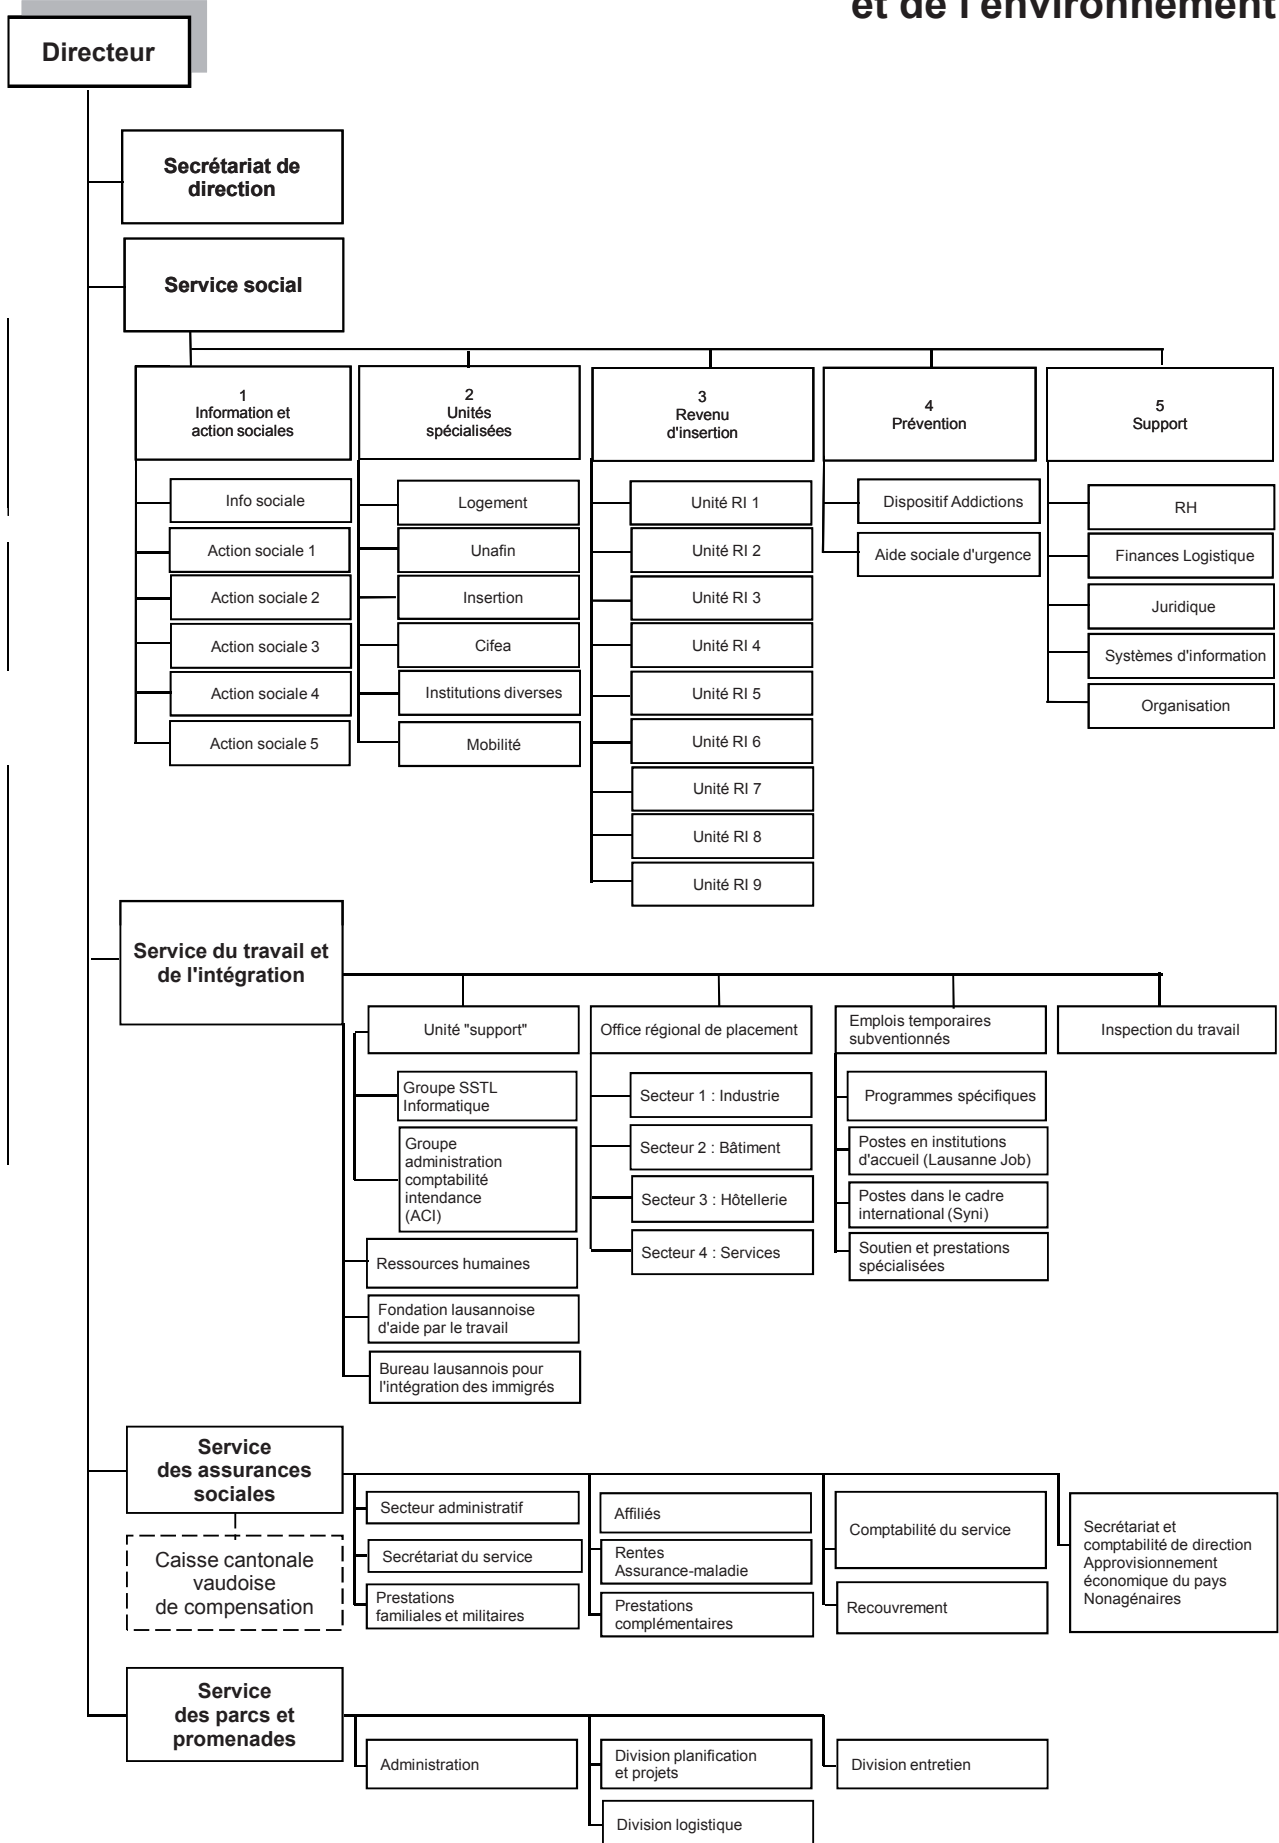 et de l'environnement
Directeur
Secrétariat de
direction
Service social
1
Information et
action sociales
2
Unités
spécialisées
3
Revenu
d'insertion
4
Prévention
5
Support
Info sociale
Action sociale 1
Action sociale 2
Action sociale 3
Action sociale 4
Action sociale 5
Logement
Unafin
Insertion
Cifea
Institutions diverses
Mobilité
Unité RI 1
Unité RI 2
Unité RI 3
Unité RI 4
Unité RI 5
Unité RI 6
Unité RI 7
Unité RI 8
Unité RI 9
Dispositif Addictions
Aide sociale d'urgence
RH
Finances Logistique
Juridique
Systèmes d'information
Organisation
Service du travail et
de l'intégration
Unité "support"
Groupe SSTL
Informatique
Groupe
administration
comptabilité
intendance
(ACI)
Ressources humaines
Fondation lausannoise
d'aide par le travail
Bureau lausannois pour
l'intégration des immigrés
Office régional de placement
Secteur 1 : Industrie
Secteur 2 : Bâtiment
Secteur 3 : Hôtellerie
Secteur 4 : Services
Emplois temporaires
subventionnés
Programmes spécifiques
Postes en institutions
d'accueil (Lausanne Job)
Postes dans le cadre
international (Syni)
Soutien et prestations
spécialisées
Inspection du travail
Service
des assurances
sociales
Caisse cantonale
vaudoise
de compensation
Secteur administratif
Secrétariat du service
Prestations
familiales et militaires
Affiliés
Rentes
Assurance-maladie
Prestations
complémentaires
Comptabilité du service
Recouvrement
Secrétariat et
comptabilité de direction
Approvisionnement
économique du pays
Nonagénaires
Service
des parcs et
promenades
Administration
Division planification
et projets
Division logistique
Division entretien